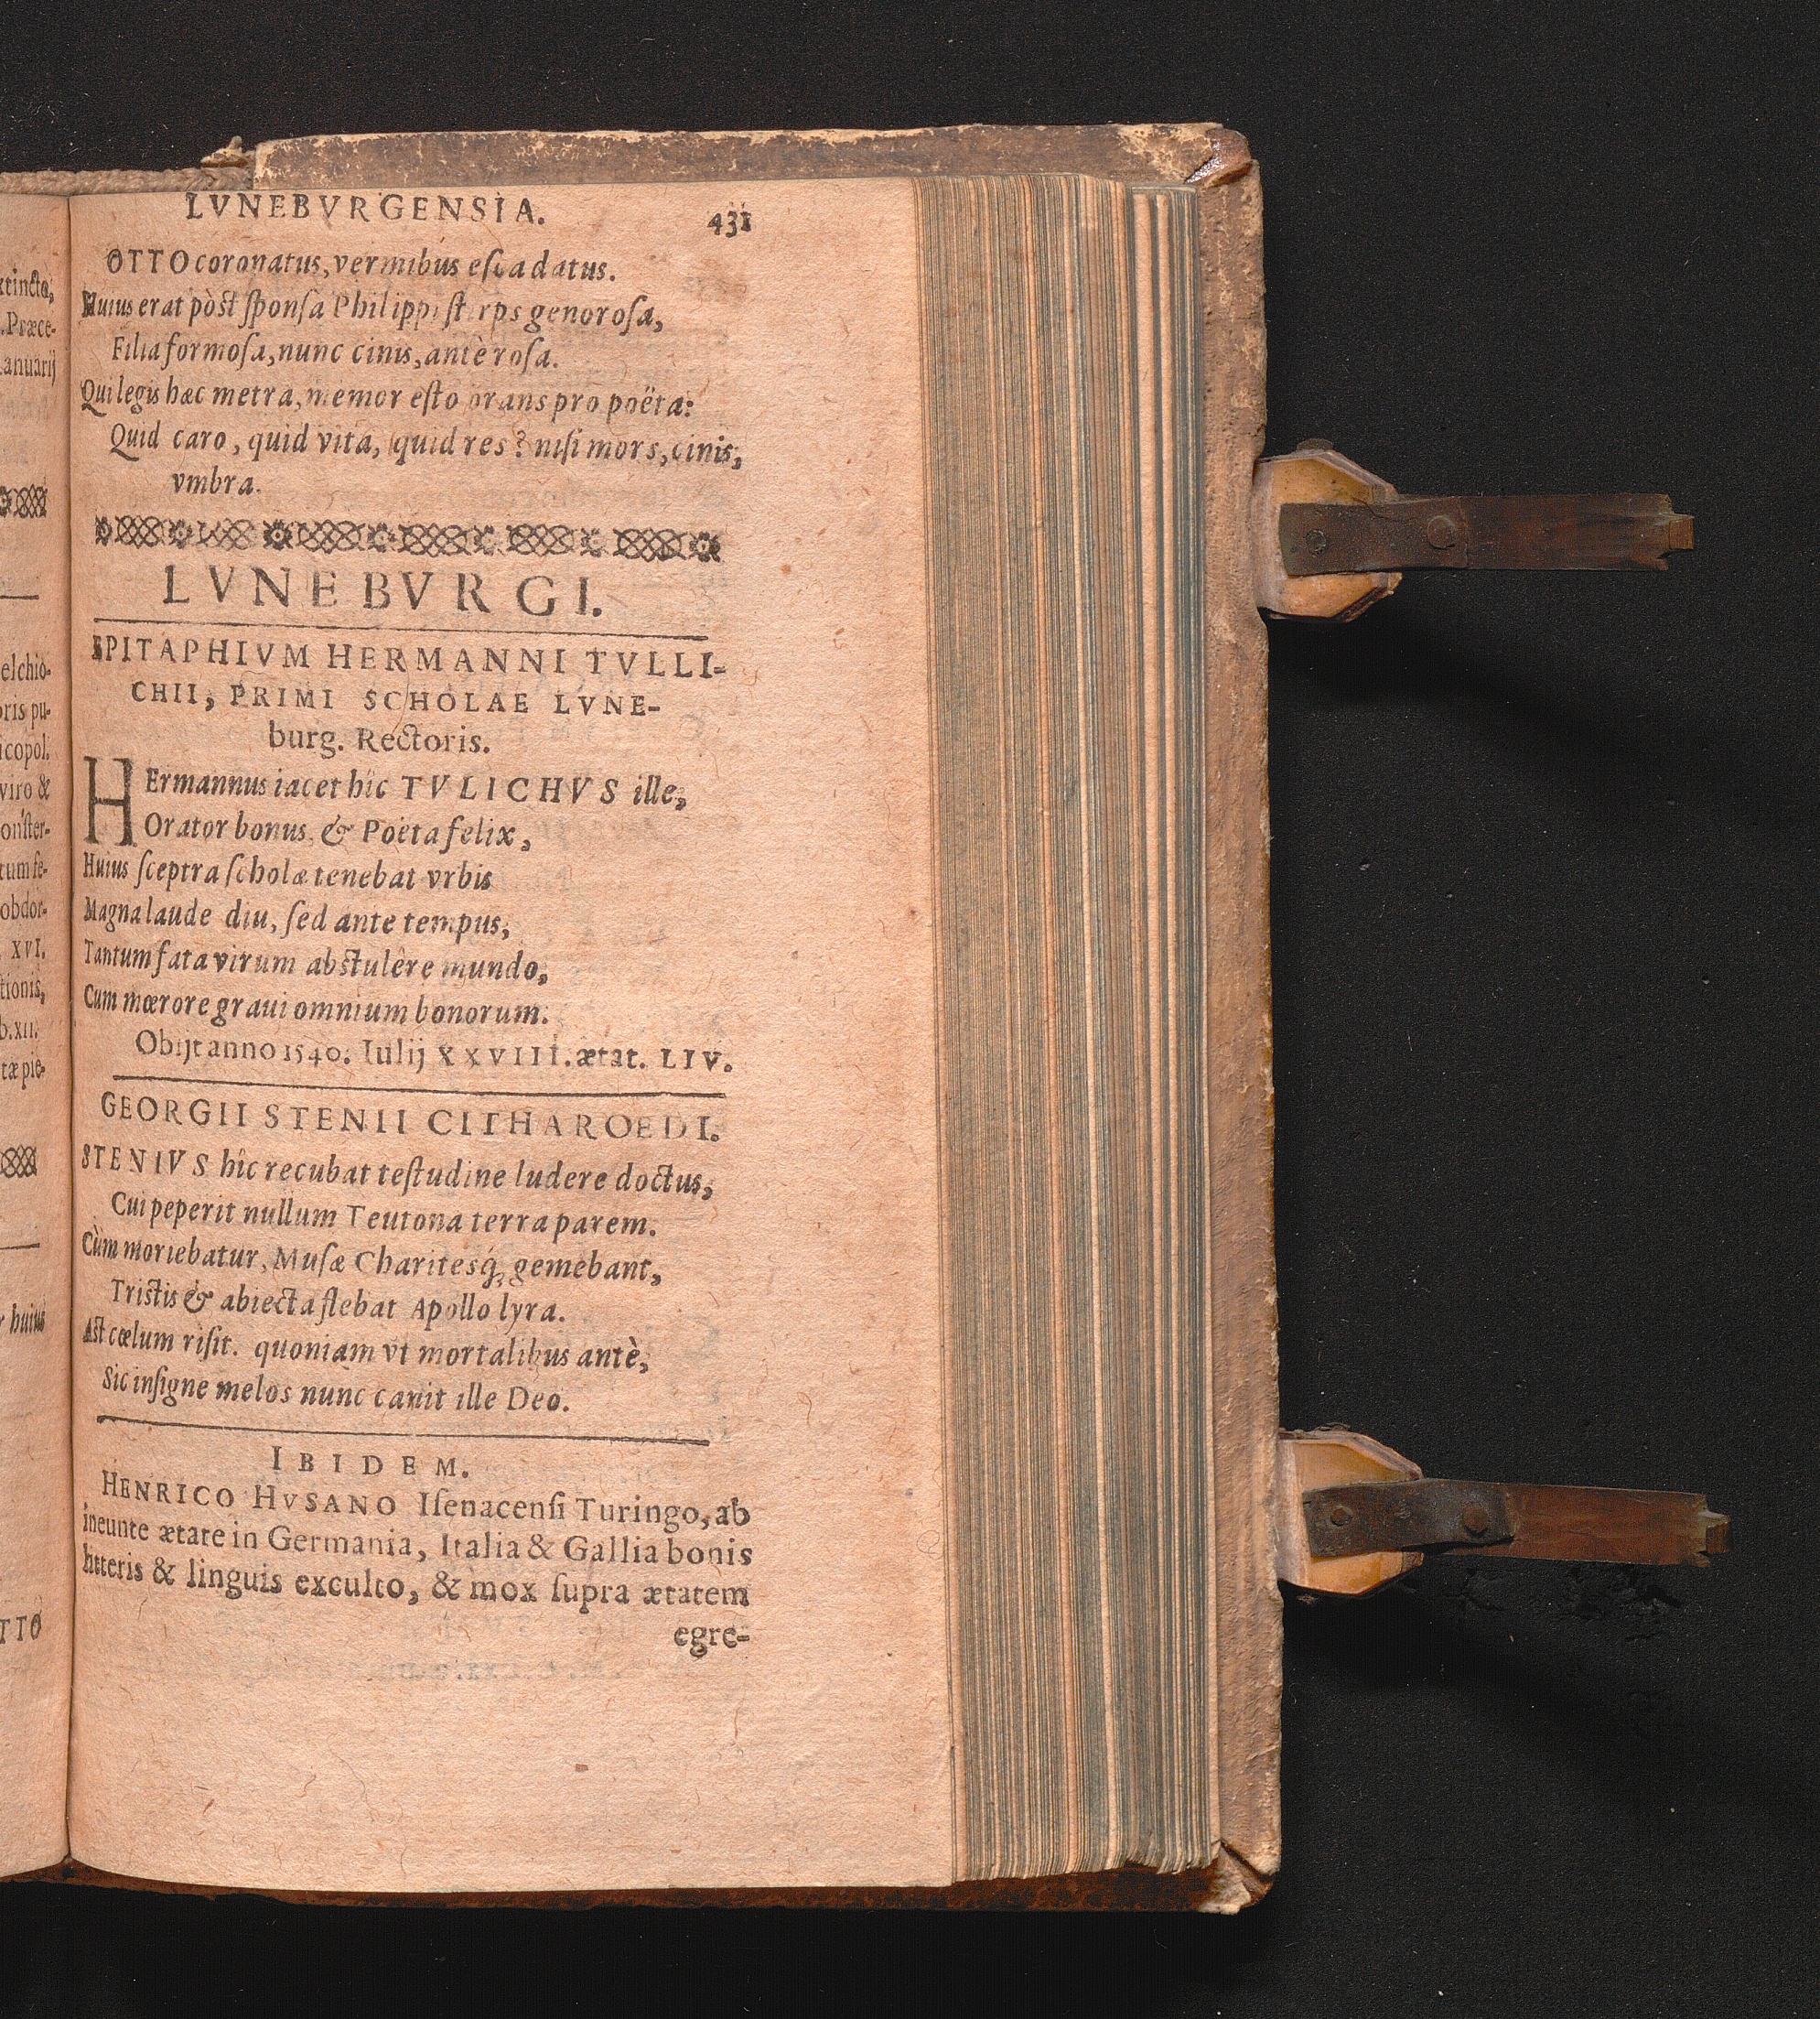 LVNEBVRGENSIA. 431
OTTO coronatus, vermibus esca datus.
Huius erat pòst sponsa Philippi stirps genorosa,
Filia formosa, nunc cinis, antè rosa.
Qui legis hæc metra, memor esto orans pro poëta:
Quid caro, quid vita, quid res? nisi mors, cinis,
vmbra.
LVNEBVRGI.
EPITAPHIVM HERMANNI TVLLI-
CHII, PRIMI SCHOLAE LVNE-
burg. Rectoris.
HErmannus iacet hîc TVLICHVS ille,
Orator bonus, & Poëta felix,
Huius sceptra scholæ tenebat vrbis
Magna laude diu, sed ante tempus,
Tantum fata virum abstulêre mundo,
Cum mœrore graui omnium bonorum.
Obijt anno 1540. Iulij XXVIII. ætat. LIV.
GEORGII STENII CITHAROEDI.
STENIVS hîc recubat testudine ludere doctus,
Cui peperit nullum Teutona terra parem.
Cùm moriebatur, Musæ Charitesq́; gemebant,
Tristis & abiecta flebat Apollo lyra.
Ast cœlum risit. quoniam vt mortalibus antè,
Sic insigne melos nunc canit ille Deo.
IBIDEM.
HENRICO HVSANO Isenacensi Turingo, ab
ineunte ætate in Germania, Italia & Gallia bonis
litteris & linguis exculto, & mox supra ætatem
egre-